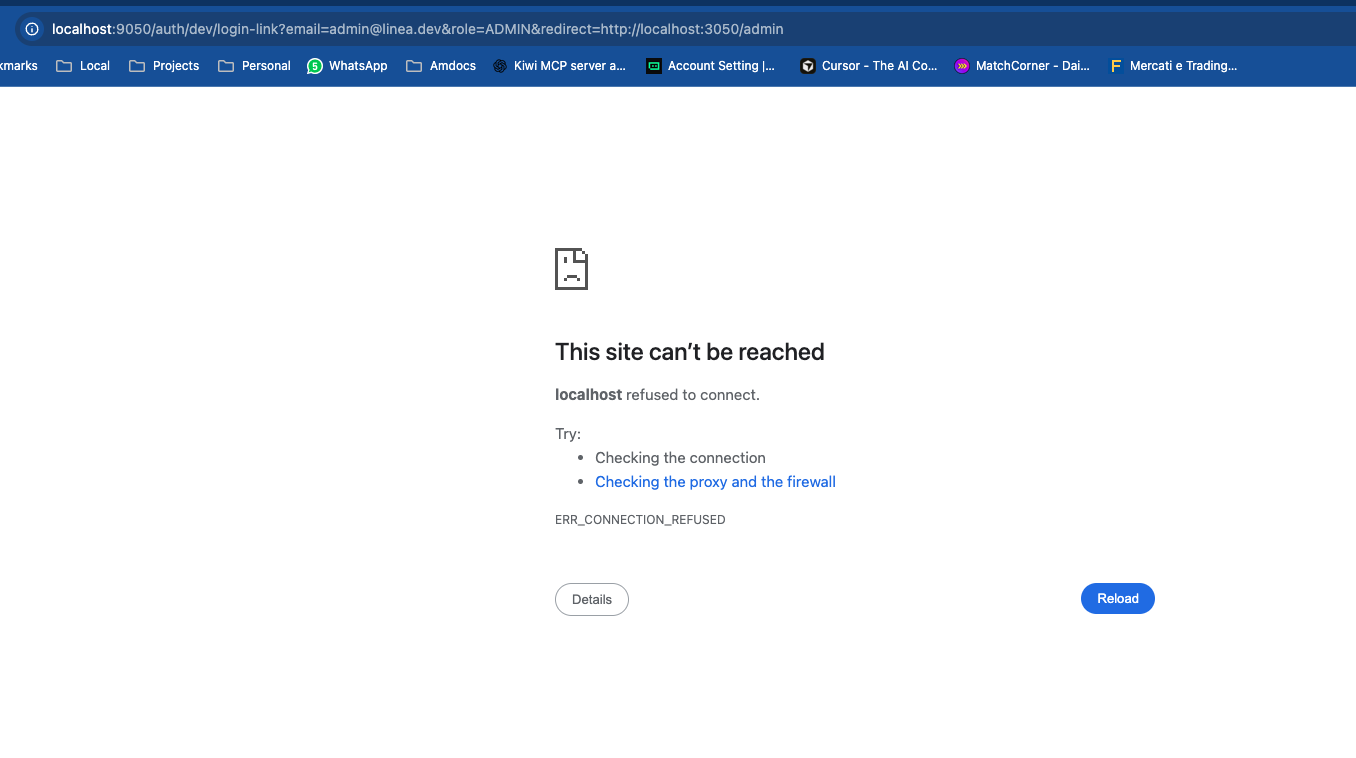 localhost:9050/auth/dev/login-link?email=admin@linea.dev&role=ADMIN&redirect=http://localhost:3050/admin
kmarks Local Projects Personal WhatsApp Amdocs Kiwi MCP server a... Account Setting |... Cursor - The AI Co... MatchCorner - Dai... Mercati e Trading...
This site can’t be reached
localhost refused to connect.
Try:
• Checking the connection
• Checking the proxy and the firewall
ERR_CONNECTION_REFUSED
Details Reload